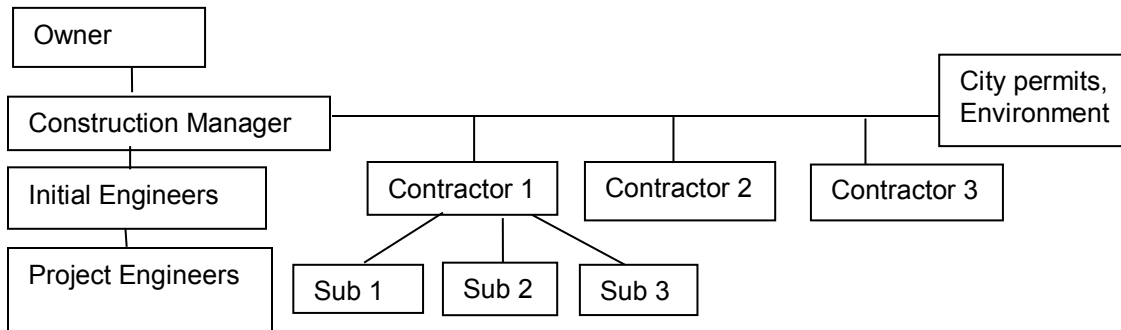 Owner
City permits,
Environment
Construction Manager
Initial Engineers
Contractor 1
Contractor 2
Contractor 3
Project Engineers
Sub 1
Sub 2
Sub 3